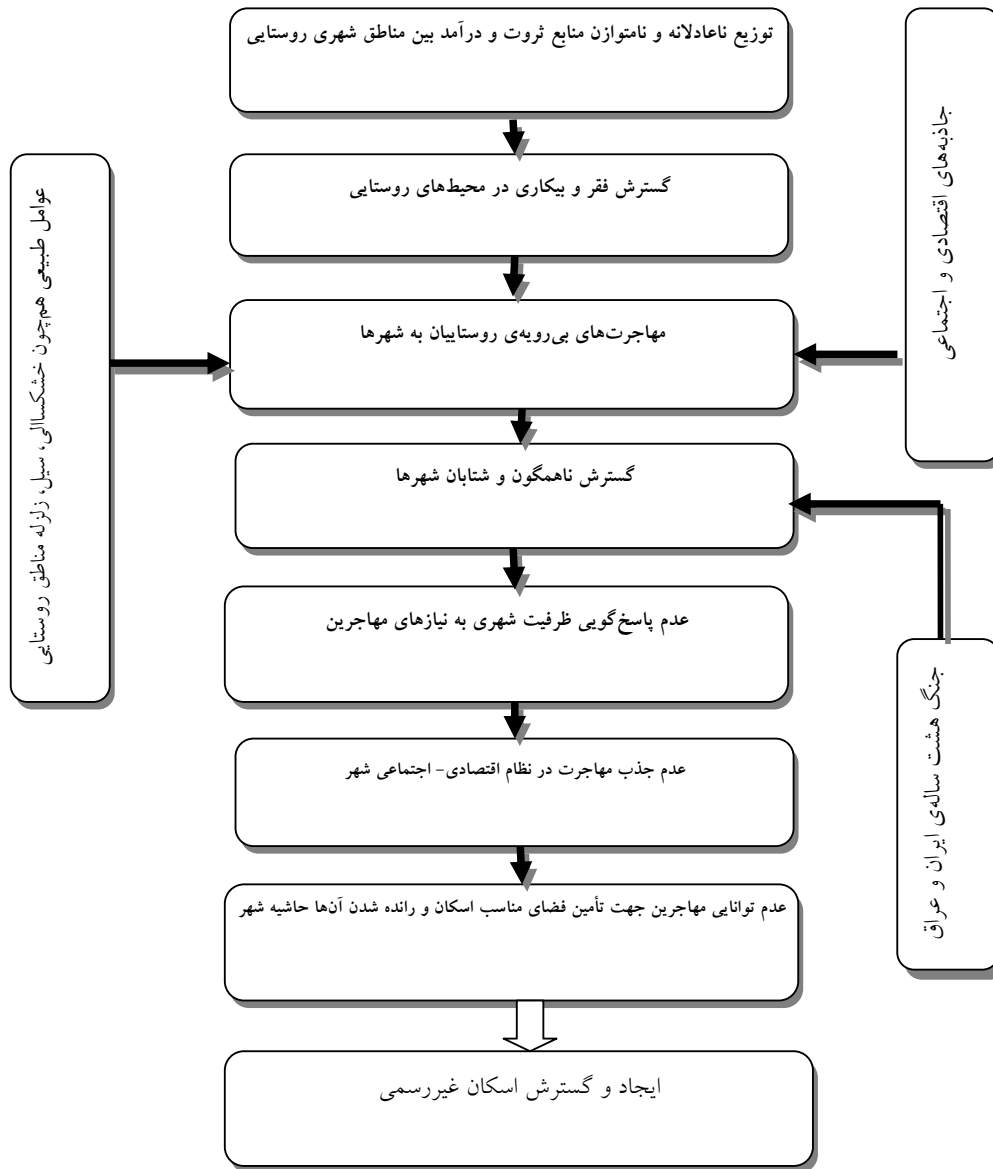 توزیع ناعادلانه و نامتوازن منابع ثروت و درآمد بین مناطق شهری روستایی
گسترش فقر و بیکاری در محیط‌های روستایی
مهاجرت‌های بی‌رویه‌ی روستاییان به شهرها
گسترش ناهمگون و شتابان شهرها
عدم پاسخ‌گویی ظرفیت شهری به نیازهای مهاجرین
عدم جذب مهاجرت در نظام اقتصادی- اجتماعی شهر
عدم توانایی مهاجرین جهت تأمین فضای مناسب اسکان و رانده شدن آن‌ها حاشیه شهر
ایجاد و گسترش اسکان غیررسمی
جاذبه‌های اقتصادی و اجتماعی
جنگ هشت ساله‌ی ایران و عراق
عوامل طبیعی هم‌چون خشکساالی، سیل، زلزله مناطق روستایی